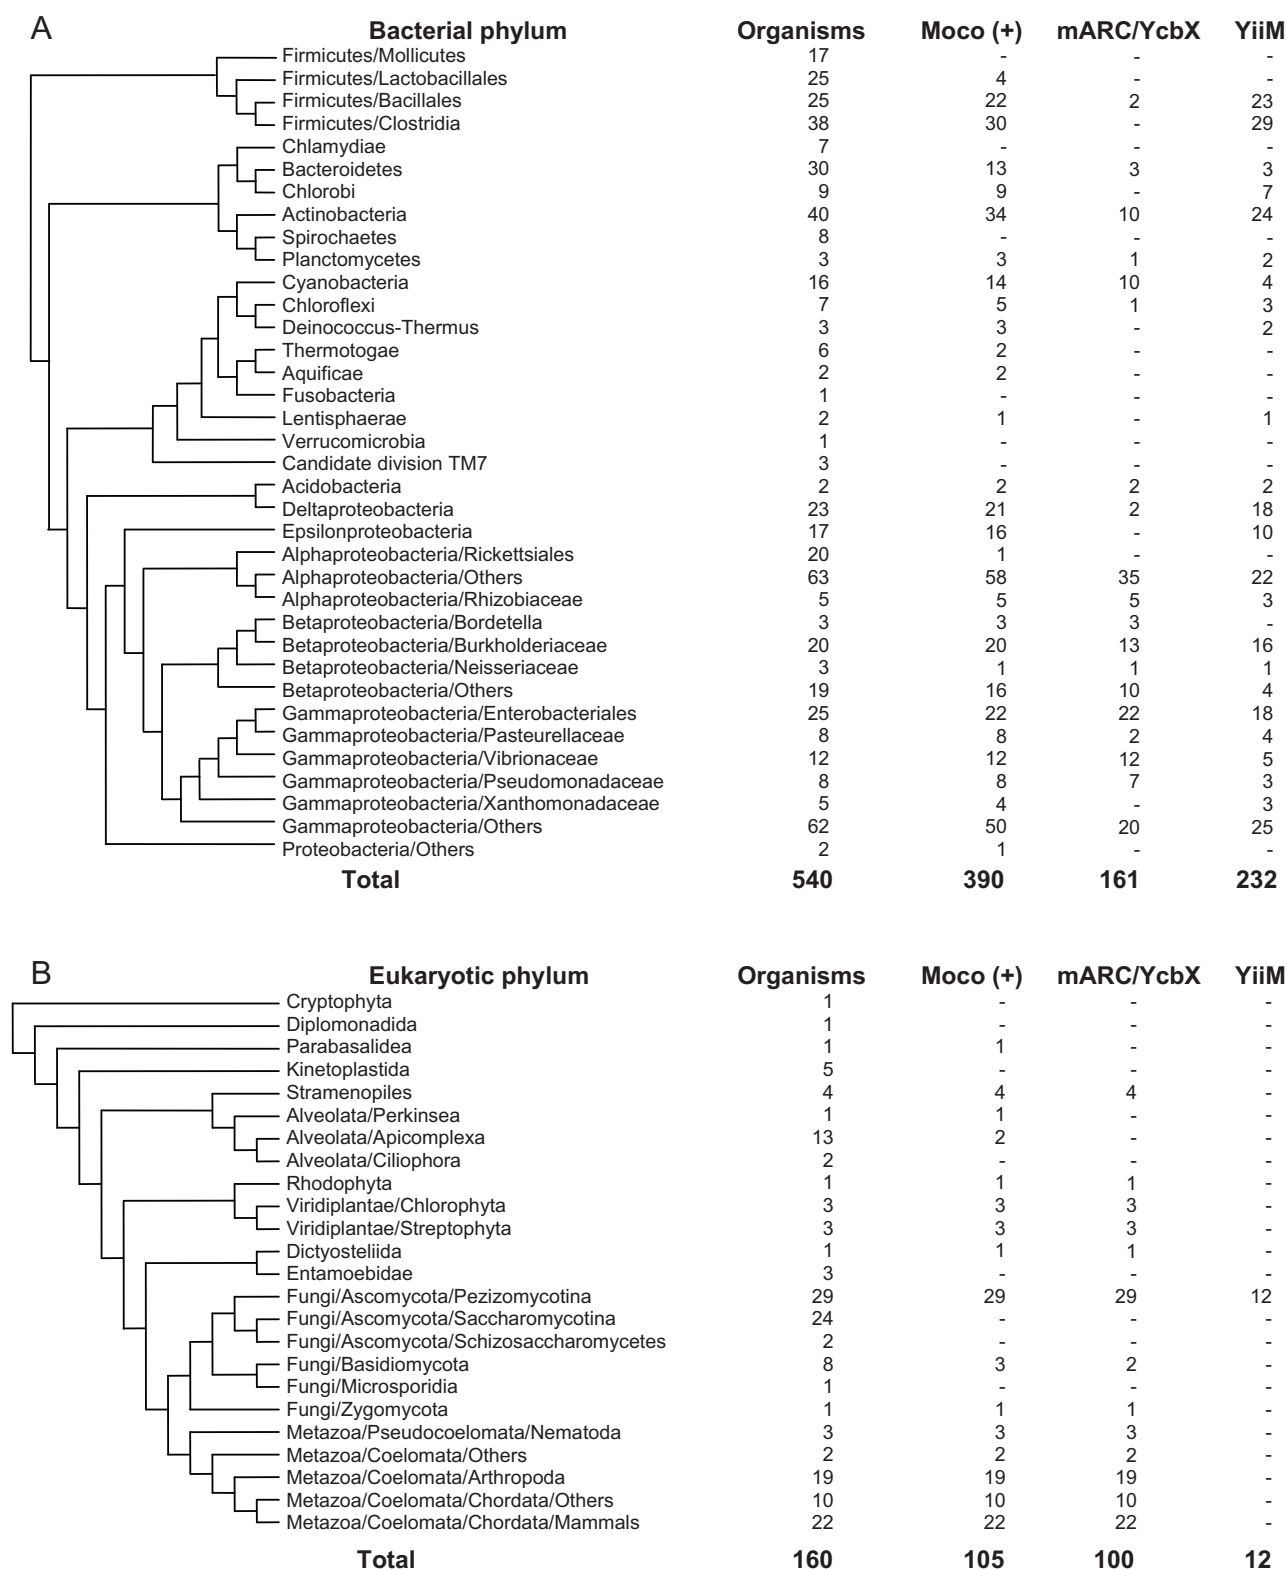 A Bacterial phylum Organisms Moco (+) mARC/YcbX YiiM
Firmicutes/Mollicutes 17 - - -
Firmicutes/Lactobacillales 25 4 - -
Firmicutes/Bacillales 25 22 2 23
Firmicutes/Clostridia 38 30 - 29
Chlamydiae 7 - - -
Bacteroidetes 30 13 3 3
Chlorobi 9 9 - 7
Actinobacteria 40 34 10 24
Spirochaetes 8 - - -
Planctomycetes 3 3 1 2
Cyanobacteria 16 14 10 4
Chloroflexi 7 5 1 3
Deinococcus-Thermus 3 3 - 2
Thermotogae 6 2 - -
Aquificae 2 2 - -
Fusobacteria 1 - - -
Lentisphaerae 2 1 - 1
Verrucomicrobia 1 - - -
Candidate division TM7 3 - - -
Acidobacteria 2 2 2 2
Deltaproteobacteria 23 21 2 18
Epsilonproteobacteria 17 16 - 10
Alphaproteobacteria/Rickettsiales 20 1 - -
Alphaproteobacteria/Others 63 58 35 22
Alphaproteobacteria/Rhizobiaceae 5 5 5 3
Betaproteobacteria/Bordetella 3 3 3 -
Betaproteobacteria/Burkholderiaceae 20 20 13 16
Betaproteobacteria/Neisseriaceae 3 1 1 1
Betaproteobacteria/Others 19 16 10 4
Gammaproteobacteria/Enterobacteriales 25 22 22 18
Gammaproteobacteria/Pasteurellaceae 8 8 2 4
Gammaproteobacteria/Vibrionaceae 12 12 12 5
Gammaproteobacteria/Pseudomonadaceae 8 8 7 3
Gammaproteobacteria/Xanthomonadaceae 5 4 - 3
Gammaproteobacteria/Others 62 50 20 25
Proteobacteria/Others 2 1 - -
Total 540 390 161 232
B Eukaryotic phylum Organisms Moco (+) mARC/YcbX YiiM
Cryptophyta 1 - - -
Diplomonadida 1 - - -
Parabasalidea 1 1 - -
Kinetoplastida 5 - - -
Stramenopiles 4 4 4 -
Alveolata/Perkinsea 1 1 - -
Alveolata/Apicomplexa 13 2 - -
Alveolata/Ciliophora 2 - - -
Rhodophyta 1 1 1 -
Viridiplantae/Chlorophyta 3 3 3 -
Viridiplantae/Streptophyta 3 3 3 -
Dictyosteliida 1 1 1 -
Entamoebidae 3 - - -
Fungi/Ascomycota/Pezizomycotina 29 29 29 12
Fungi/Ascomycota/Saccharomycotina 24 - - -
Fungi/Ascomycota/Schizosaccharomycetes 2 - - -
Fungi/Basidiomycota 8 3 2 -
Fungi/Microsporidia 1 - - -
Fungi/Zygomycota 1 1 1 -
Metazoa/Pseudocoelomata/Nematoda 3 3 3 -
Metazoa/Coelomata/Others 2 2 2 -
Metazoa/Coelomata/Arthropoda 19 19 19 -
Metazoa/Coelomata/Chordata/Others 10 10 10 -
Metazoa/Coelomata/Chordata/Mammals 22 22 22 -
Total 160 105 100 12